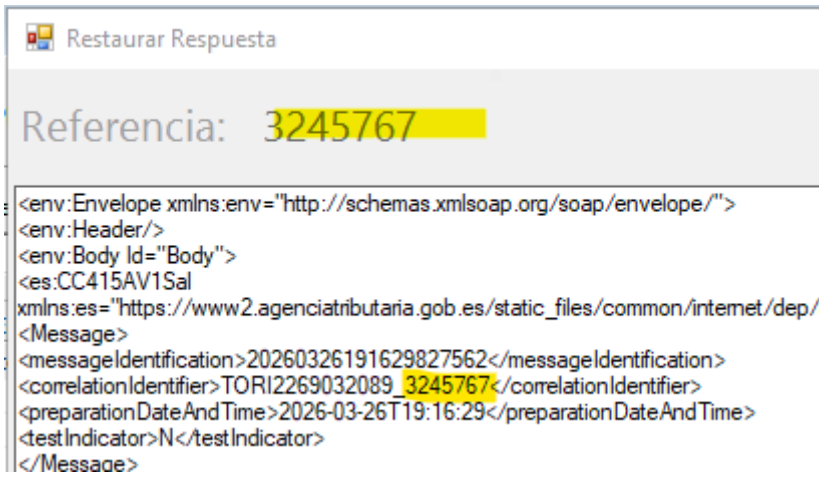 Restaurar Respuesta
Referencia: 3245767
<env:Envelope xmlns:env="http://schemas.xmlsoap.org/soap/envelope/">
<env:Header/>
<env:Body Id="Body">
<es:CC415AV1Sal
xmlns:es="https://www2.agenciatributaria.gob.es/static_files/common/internet/dep/
<Message>
<messageIdentification>20260326191629827562</messageIdentification>
<correlationIdentifier>TORI2269032089_3245767</correlationIdentifier>
<preparationDateAndTime>2026-03-26T19:16:29</preparationDateAndTime>
<testIndicator>N</testIndicator>
</Message>